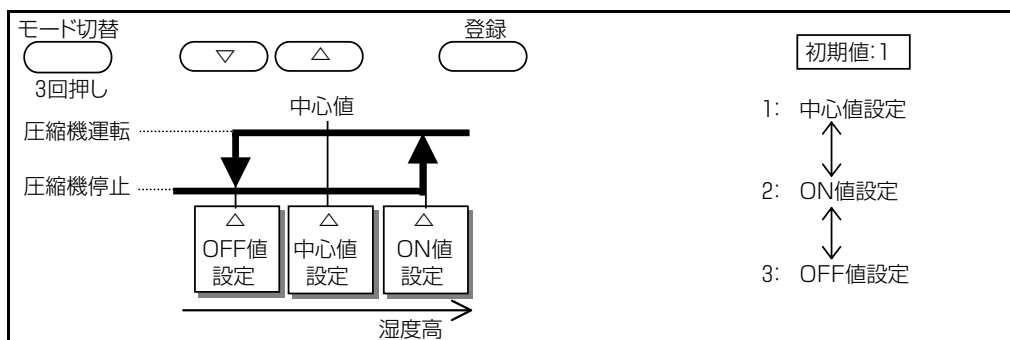 モード切替
▽
△
登録
3回押し
初期値:1
中心値
圧縮機運転
圧縮機停止
△
OFF値
設定
△
中心値
設定
△
ON値
設定
湿度高
1: 中心値設定
2: ON値設定
3: OFF値設定